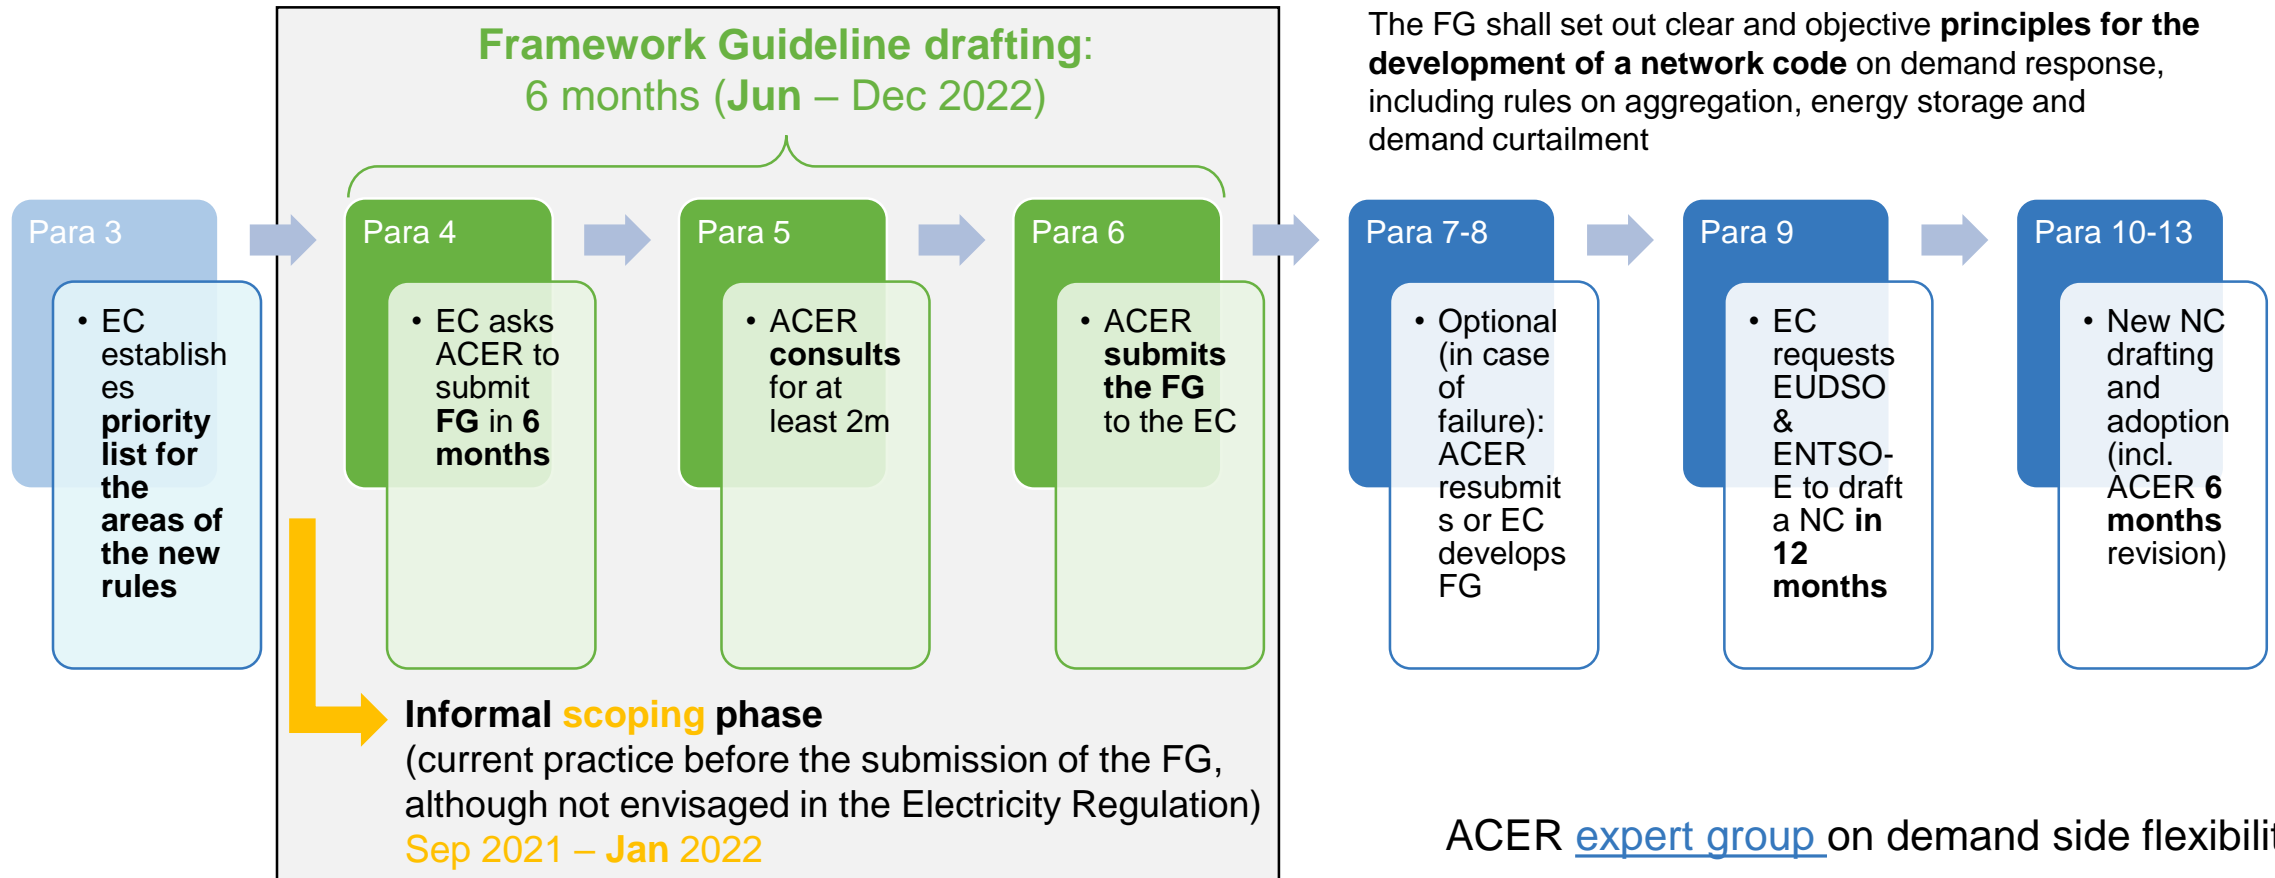 Framework Guideline drafting:
6 months (Jun – Dec 2022)
The FG shall set out clear and objective principles for the
development of a network code on demand response,
including rules on aggregation, energy storage and
demand curtailment
Para 3
• EC
establish
es
priority
list for
the
areas of
the new
rules
Para 4
• EC asks
ACER to
submit
FG in 6
months
Para 5
• ACER
consults
for at
least 2m
Para 6
• ACER
submits
the FG
to the EC
Para 7-8
• Optional
(in case
of
failure):
ACER
resubmit
s or EC
develops
FG
Para 9
• EC
requests
EUDSO
&
ENTSO-
E to draft
a NC in
12
months
Para 10-13
• New NC
drafting
and
adoption
(incl.
ACER 6
months
revision)
Informal scoping phase
(current practice before the submission of the FG,
although not envisaged in the Electricity Regulation)
Sep 2021 – Jan 2022
ACER expert group on demand side flexibilit